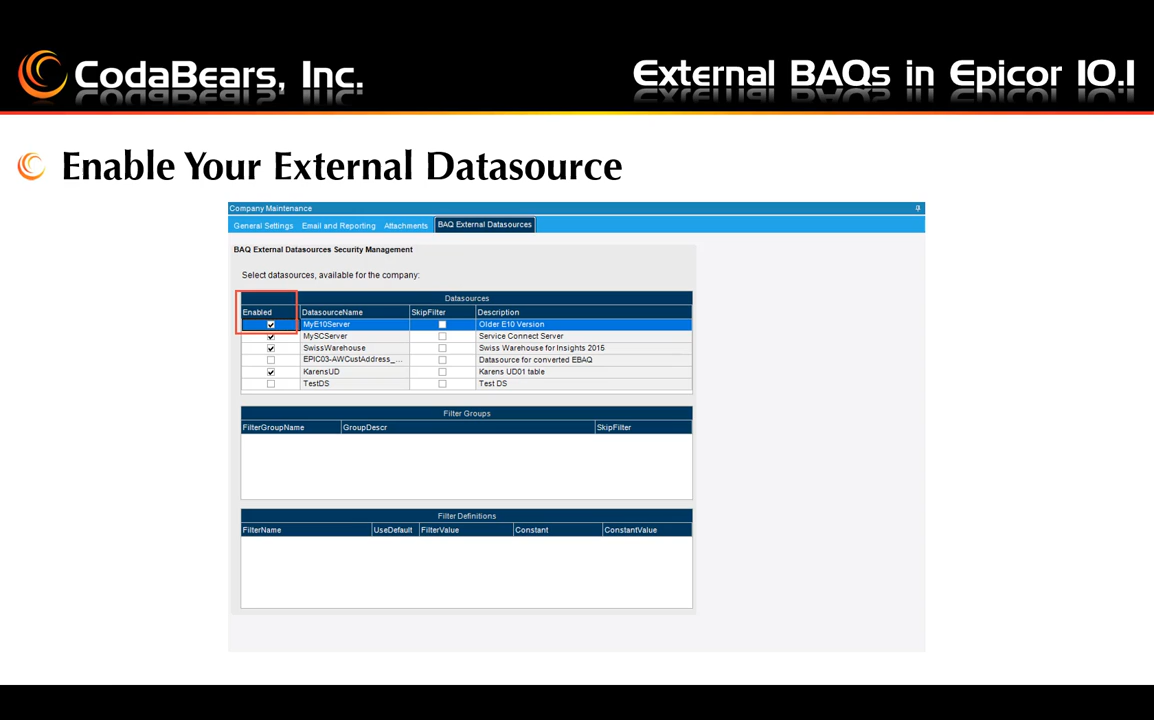 CodaBears, Inc.
External BAQs in Epicor 10.1
Enable Your External Datasource
Company Maintenance
General Settings Email and Reporting Attachments BAQ External Datasources
BAQ External Datasources Security Management
Select datasources, available for the company:
Datasources
Enabled DatasourceName SkipFilter Description
MyE10Server Older E10 Version
MySCServer Service Connect Server
SwissWarehouse Swiss Warehouse for Insights 2015
EPIC03-AWCustAddress_... Datasource for converted EBAQ
KarensUD Karens UD01 table
TestDS Test DS
Filter Groups
FilterGroupName GroupDescr SkipFilter
Filter Definitions
FilterName UseDefault FilterValue Constant ConstantValue